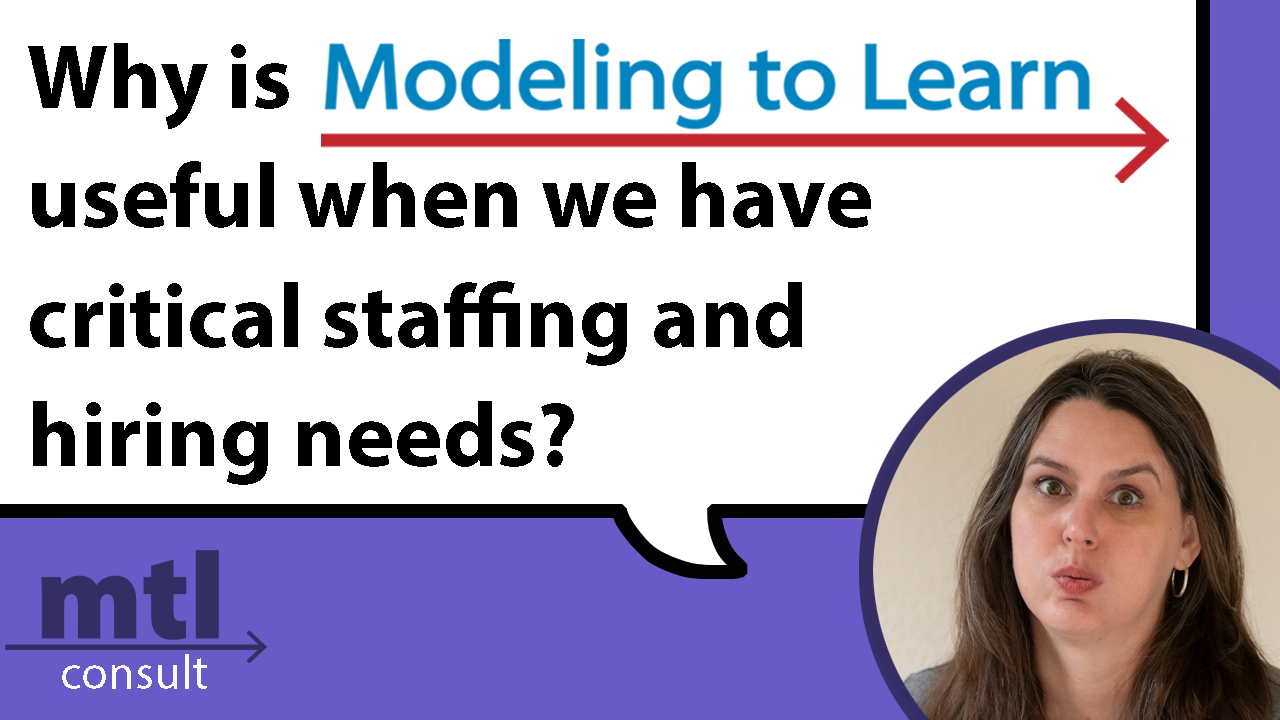 Why is Modeling to Learn
useful when we have
critical staffing and
hiring needs?
mtl
consult